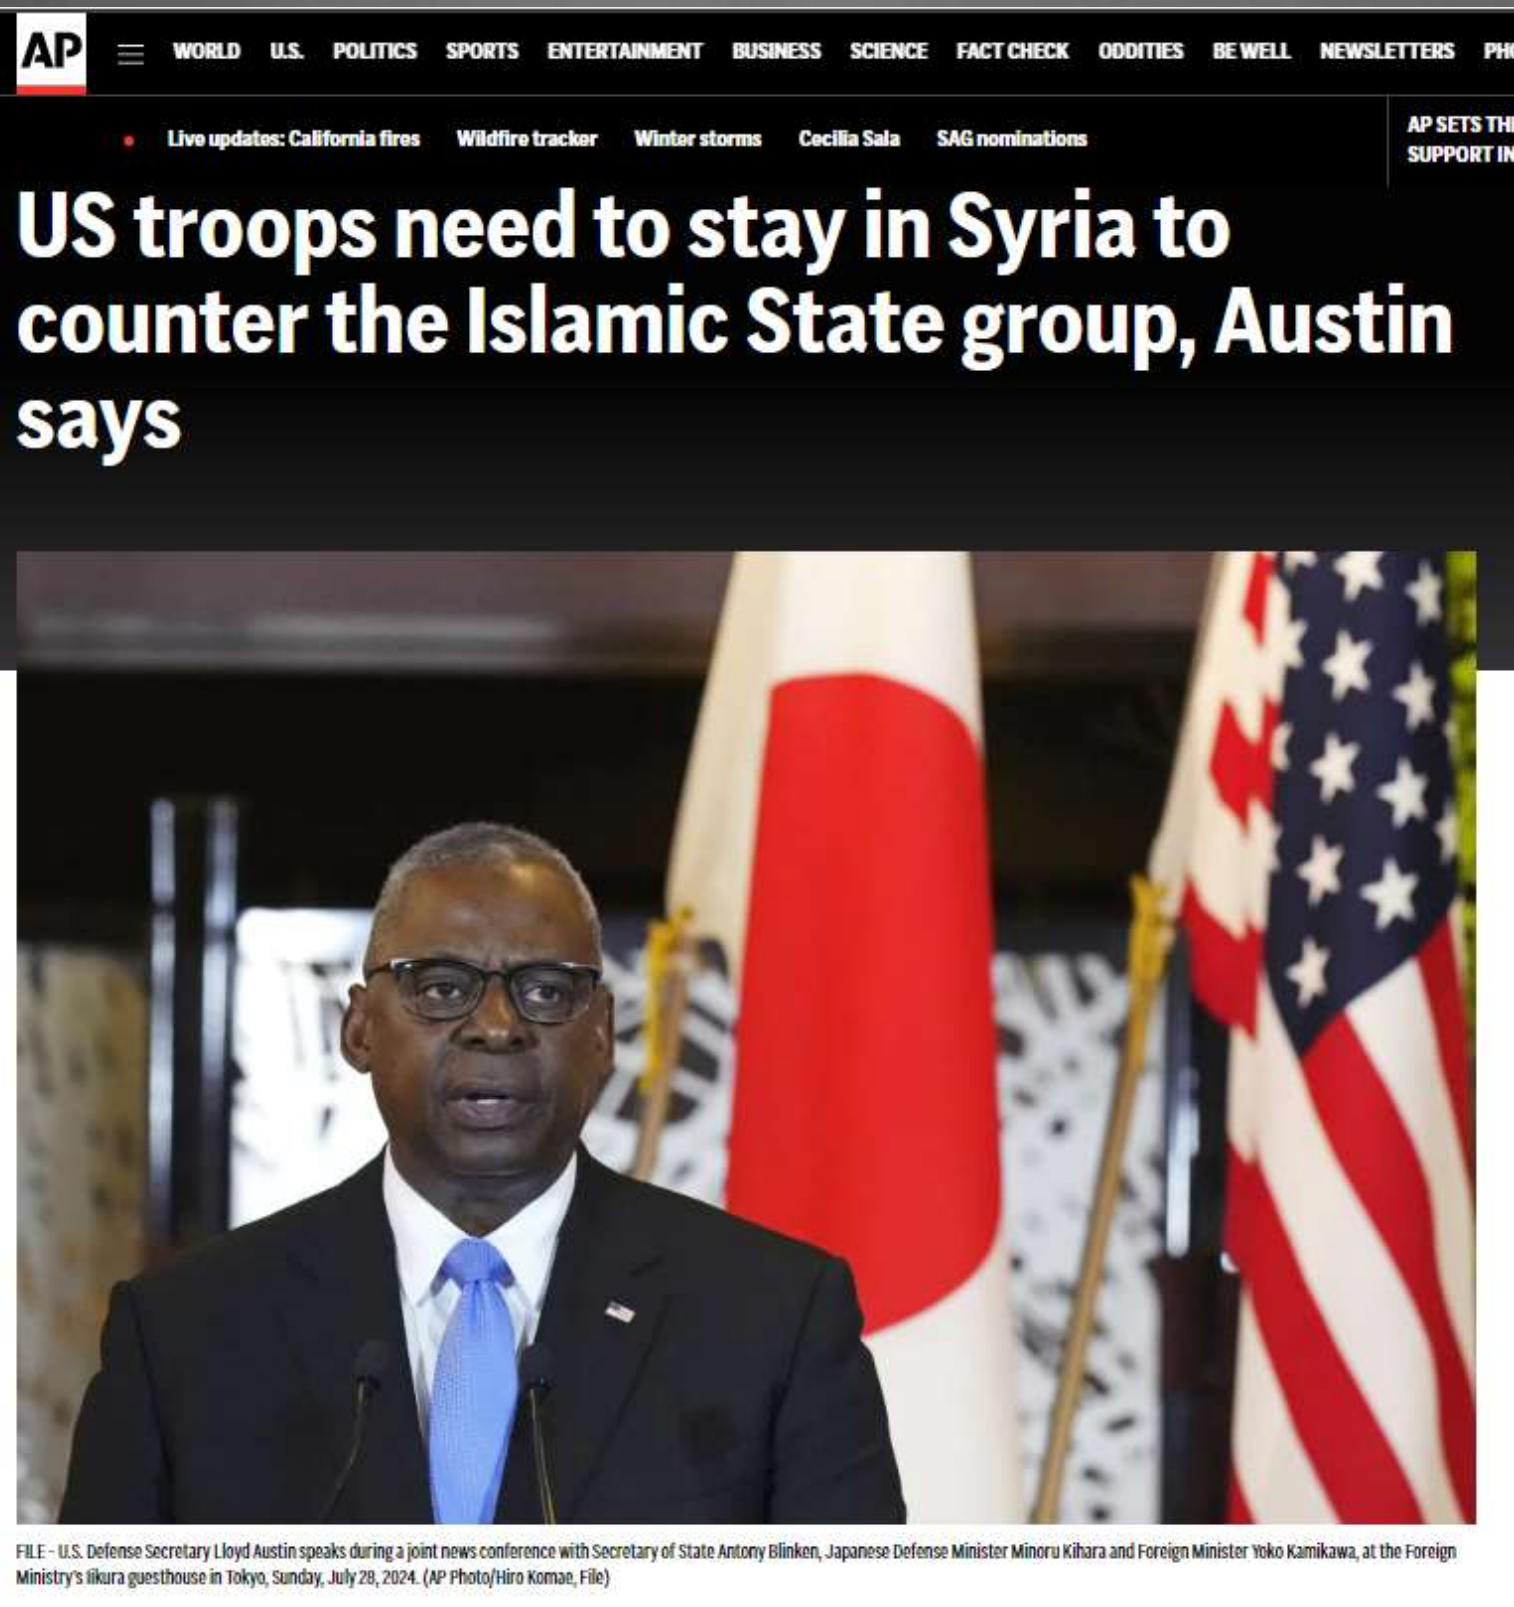 AP
WORLD U.S. POLITICS SPORTS ENTERTAINMENT BUSINESS SCIENCE FACT CHECK ODDITIES BE WELL NEWSLETTERS
Live updates: California fires Wildfire tracker Winter storms Cecilia Sala SAG nominations
AP SETS
SUPPORT IN
US troops need to stay in Syria to
counter the Islamic State group, Austin
says
FILE - U.S. Defense Secretary Lloyd Austin speaks during a joint news conference with Secretary of State Antony Blinken, Japanese Defense Minister Minoru Kihara and Foreign Minister Yoko Kamikawa, at the Foreign
Ministry's Iikura guesthouse in Tokyo, Sunday, July 28, 2024. (AP Photo/Hiro Komae, File)